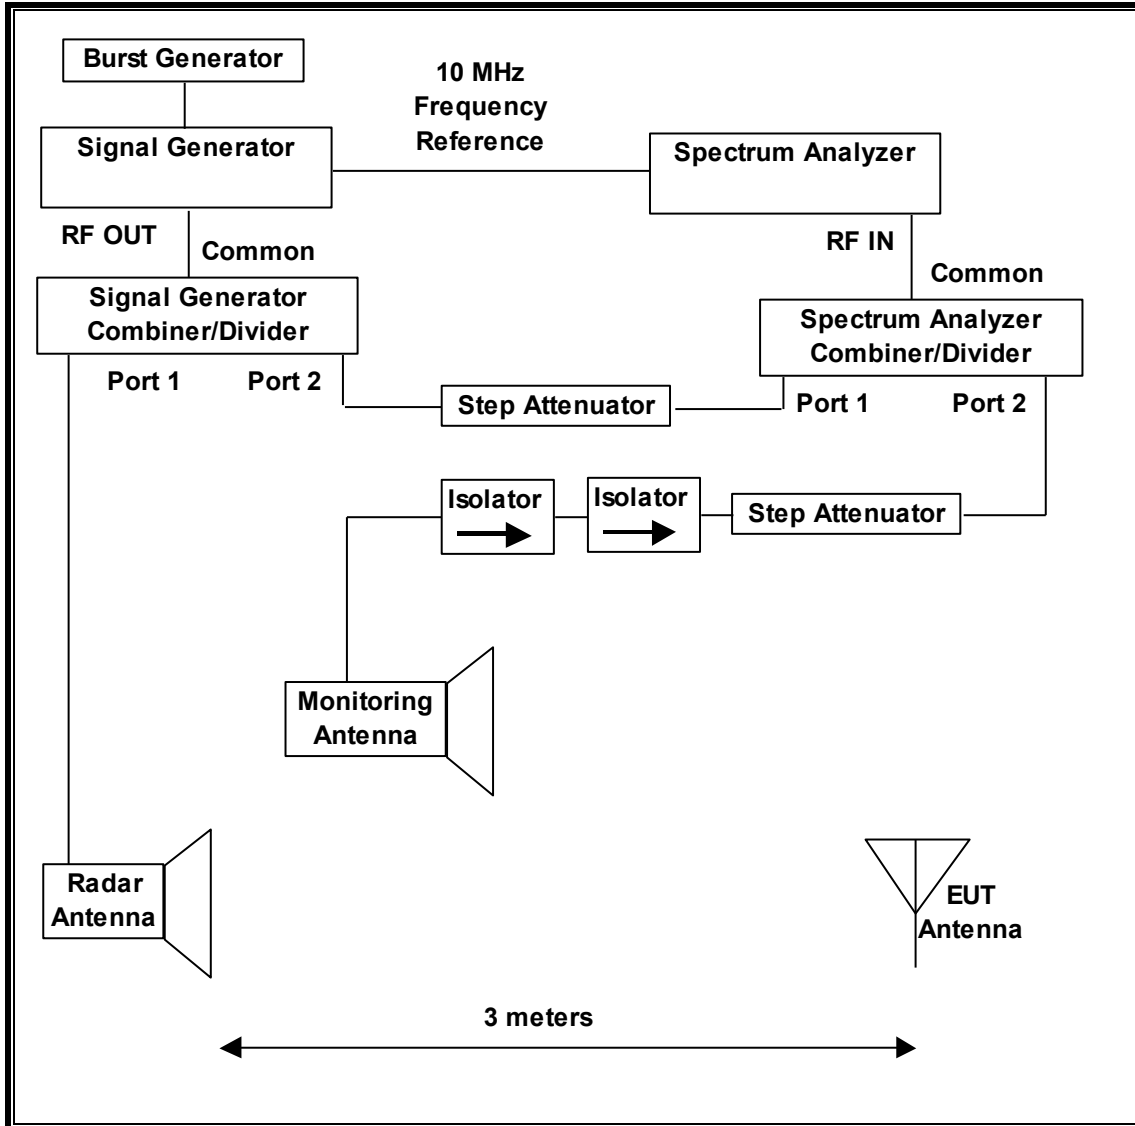 Burst Generator
10 MHz
Frequency
Reference
Signal Generator
Spectrum Analyzer
RF OUT
Common
RF IN
Common
Signal Generator
Combiner/Divider
Spectrum Analyzer
Combiner/Divider
Port 1
Port 2
Step Attenuator
Port 1
Port 2
Isolator
Isolator
Step Attenuator
Monitoring
Antenna
Radar
Antenna
EUT
Antenna
3 meters